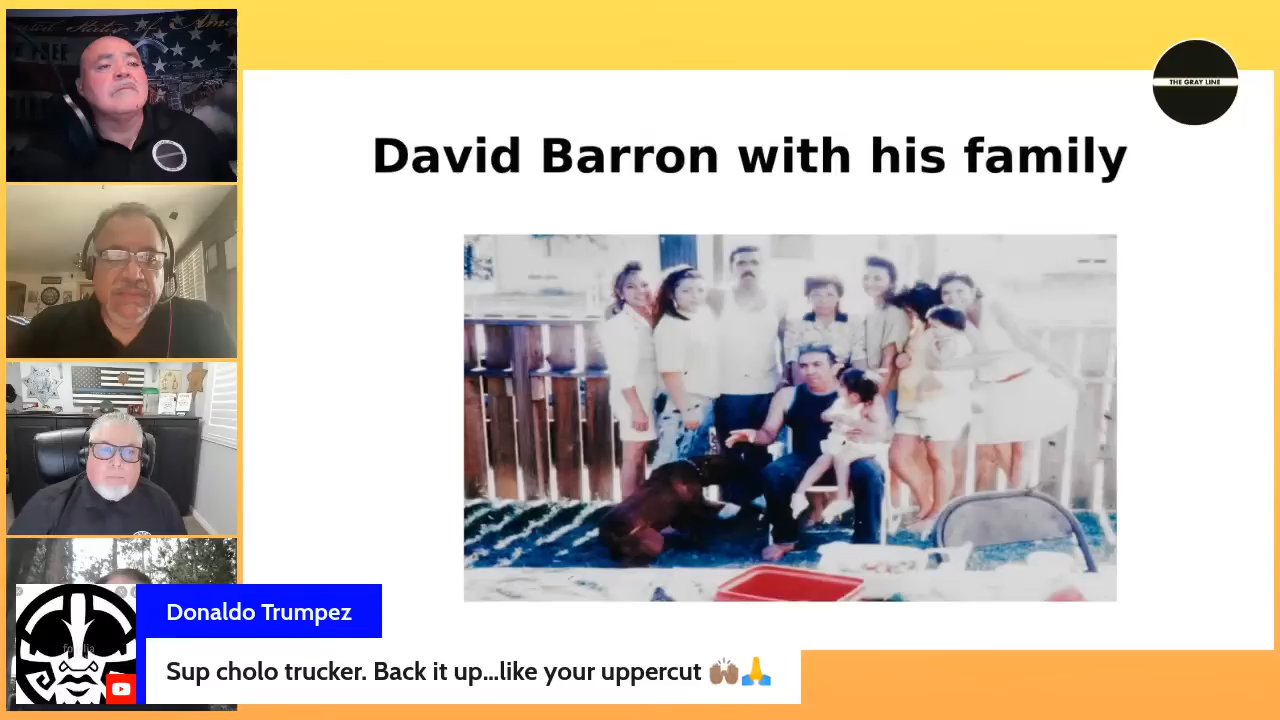 THE GRAY LINE
David Barron with his family
Donaldo Trumpez
Sup cholo trucker. Back it up...like your uppercut 🙌🏽🙏